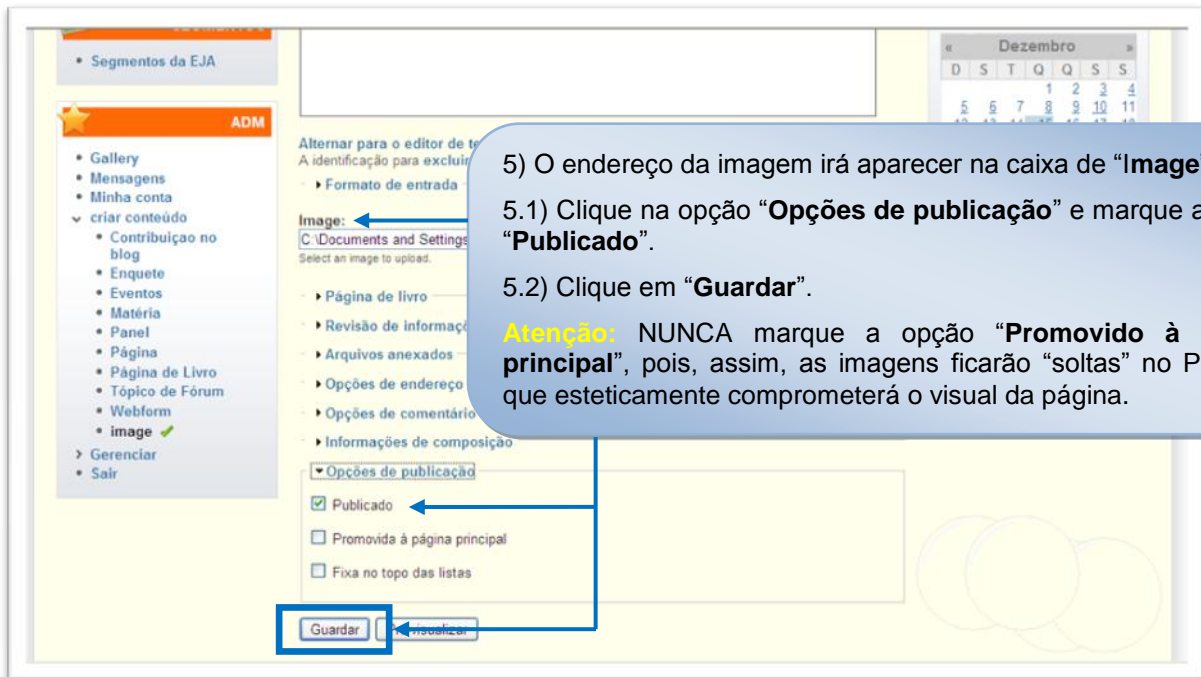 Segmentos da EJA
ADM
Gallery
Mensagens
Minha conta
criar conteúdo
Contribuiçao no
blog
Enquete
Eventos
Matéria
Panel
Página
Página de Livro
Tópico de Fórum
Webform
image
Gerenciar
Sair
Alternar para o editor de
A identificação para excluir
Formato de entrada
Image:
C:\Documents and Settings
Select an image to upload.
Página de livro
Revisão de
Arquivos anexados
Opções de endereço
Opções de comentário
Informações de composição
Opções de publicação
Publicado
Promovida à página principal
Fixa no topo das listas
Guardar
« Dezembro »
D S T Q Q S S
1 2 3 4
5 6 7 8 9 10 11
5) O endereço da imagem irá aparecer na caixa de “Image
5.1) Clique na opção “Opções de publicação” e marque a
“Publicado”.
5.2) Clique em “Guardar”.
Atenção: NUNCA marque a opção “Promovido à
principal”, pois, assim, as imagens ficarão “soltas” no P
que esteticamente comprometerá o visual da página.